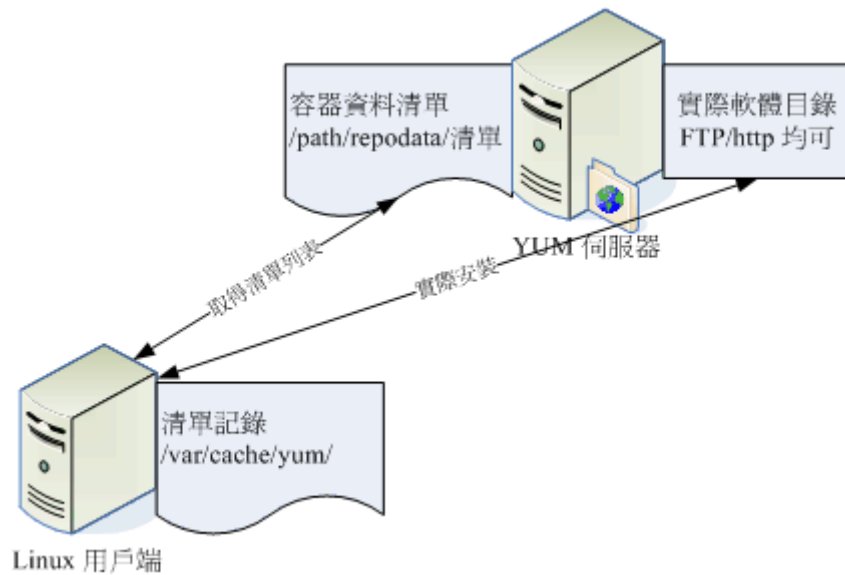 容器資料清單
/path/repodata/清單
實際軟體目錄
FTP/http 均可
YUM 伺服器
取得清單列表
實際安裝
清單記錄
/var/cache/yum/
Linux 用戶端